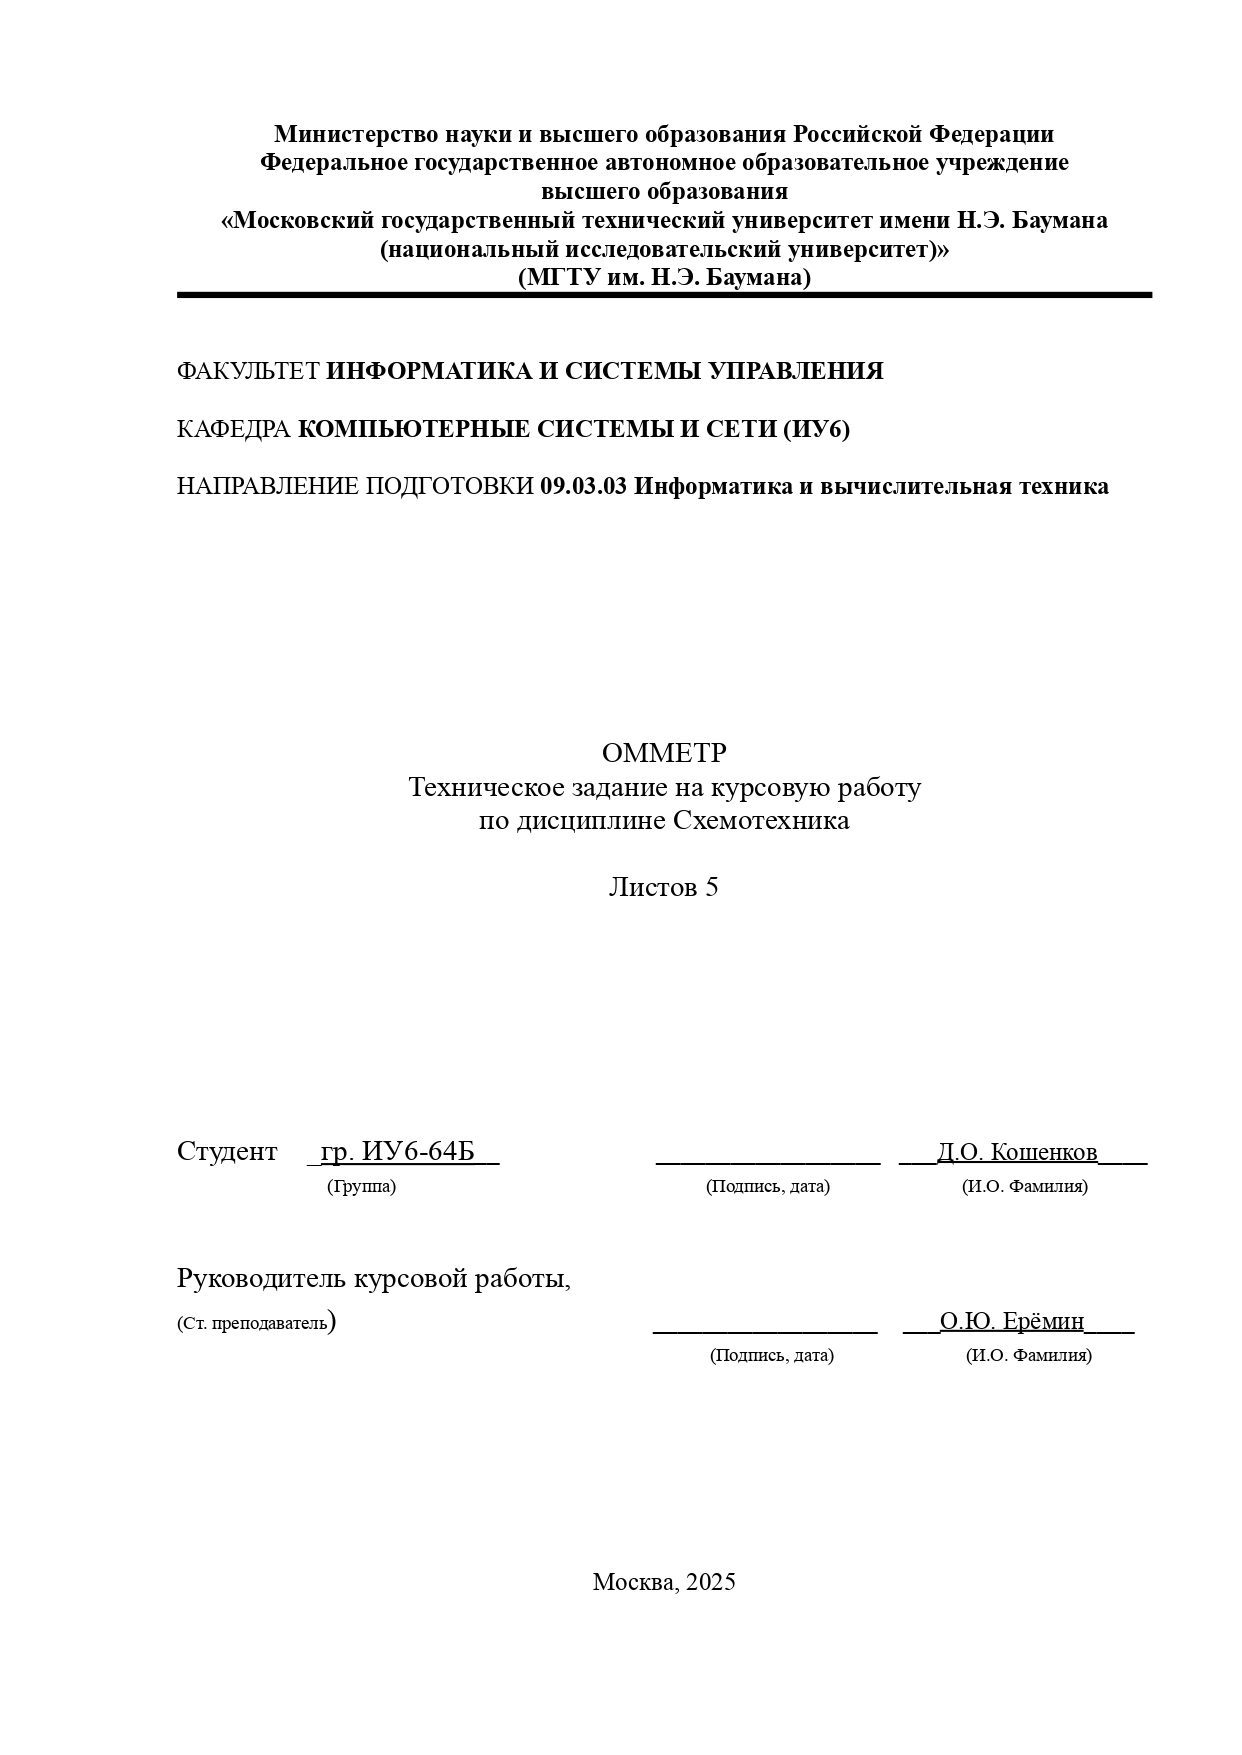 Министерство науки и высшего образования Российской Федерации
Федеральное государственное автономное образовательное учреждение
высшего образования
«Московский государственный технический университет имени Н.Э. Баумана
(национальный исследовательский университет)»
(МГТУ им. Н.Э. Баумана)
ФАКУЛЬТЕТ ИНФОРМАТИКА И СИСТЕМЫ УПРАВЛЕНИЯ
КАФЕДРА КОМПЬЮТЕРНЫЕ СИСТЕМЫ И СЕТИ (ИУ6)
НАПРАВЛЕНИЕ ПОДГОТОВКИ 09.03.03 Информатика и вычислительная техника
ОММЕТР
Техническое задание на курсовую работу
по дисциплине Схемотехника
Листов 5
Студент _гр. ИУ6-64Б__ __________________ ___Д.О. Кошенков____
(Группа) (Подпись, дата) (И.О. Фамилия)
Руководитель курсовой работы,
(Ст. преподаватель) __________________ ___О.Ю. Ерёмин____
(Подпись, дата) (И.О. Фамилия)
Москва, 2025